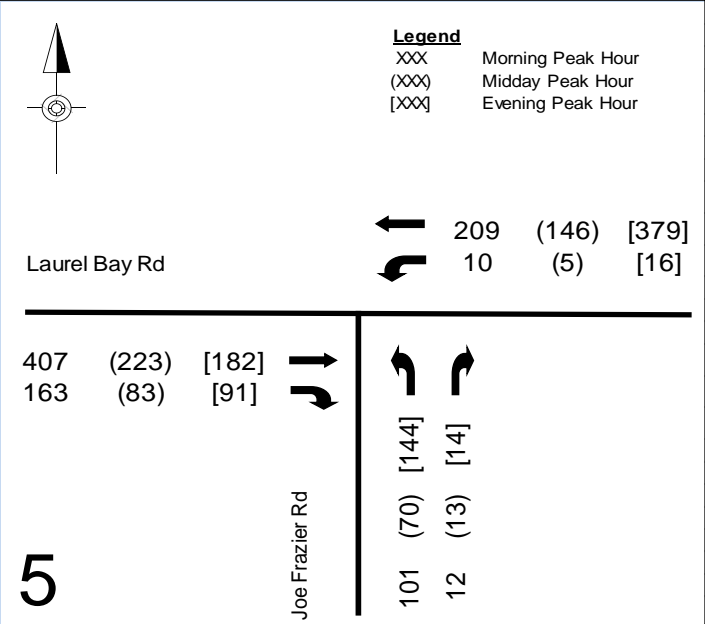 Legend
XXX Morning Peak Hour
(XXX) Midday Peak Hour
[XXX] Evening Peak Hour
209 (146) [379]
Laurel Bay Rd 10 (5) [16]
407 (223) [182]
163 (83) [91]
Joe Frazier Rd
101 (70) [144]
12 (13) [14]
5